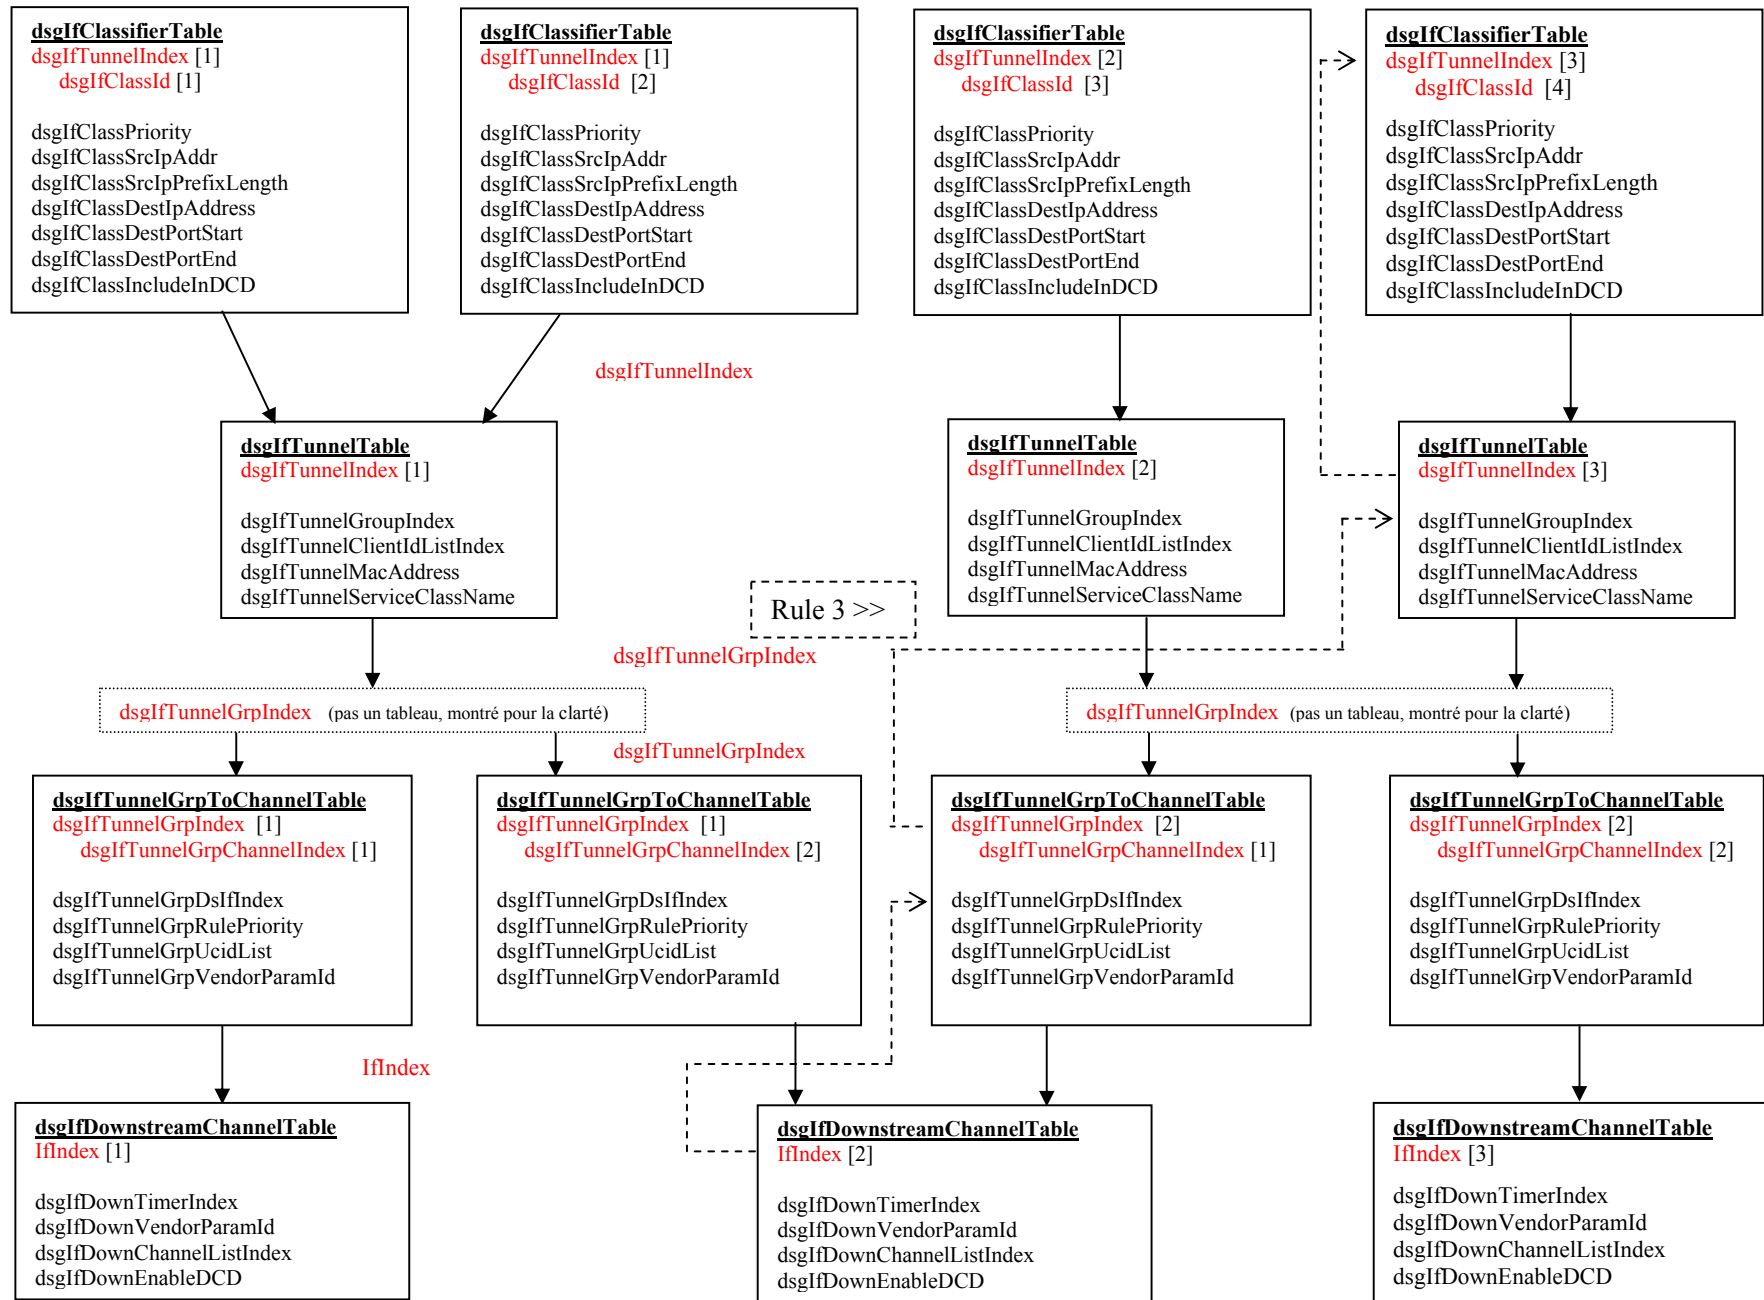 dsgIfClassifierTable
dsgIfTunnelIndex [1]
dsgIfClassId [1]
dsgIfClassPriority
dsgIfClassSrcIpAddr
dsgIfClassSrcIpPrefixLength
dsgIfClassDestIpAddress
dsgIfClassDestPortStart
dsgIfClassDestPortEnd
dsgIfClassIncludeInDCD
dsgIfClassifierTable
dsgIfTunnelIndex [1]
dsgIfClassId [2]
dsgIfClassPriority
dsgIfClassSrcIpAddr
dsgIfClassSrcIpPrefixLength
dsgIfClassDestIpAddress
dsgIfClassDestPortStart
dsgIfClassDestPortEnd
dsgIfClassIncludeInDCD
dsgIfClassifierTable
dsgIfTunnelIndex [2]
dsgIfClassId [3]
dsgIfClassPriority
dsgIfClassSrcIpAddr
dsgIfClassSrcIpPrefixLength
dsgIfClassDestIpAddress
dsgIfClassDestPortStart
dsgIfClassDestPortEnd
dsgIfClassIncludeInDCD
dsgIfClassifierTable
dsgIfTunnelIndex [3]
dsgIfClassId [4]
dsgIfClassPriority
dsgIfClassSrcIpAddr
dsgIfClassSrcIpPrefixLength
dsgIfClassDestIpAddress
dsgIfClassDestPortStart
dsgIfClassDestPortEnd
dsgIfClassIncludeInDCD
dsgIfTunnelIndex
dsgIfTunnelTable
dsgIfTunnelIndex [1]
dsgIfTunnelGroupIndex
dsgIfTunnelClientIdListIndex
dsgIfTunnelMacAddress
dsgIfTunnelServiceClassName
dsgIfTunnelTable
dsgIfTunnelIndex [2]
dsgIfTunnelGroupIndex
dsgIfTunnelClientIdListIndex
dsgIfTunnelMacAddress
dsgIfTunnelServiceClassName
dsgIfTunnelTable
dsgIfTunnelIndex [3]
dsgIfTunnelGroupIndex
dsgIfTunnelClientIdListIndex
dsgIfTunnelMacAddress
dsgIfTunnelServiceClassName
Rule 3 >>
dsgIfTunnelGrpIndex
dsgIfTunnelGrpIndex (pas un tableau, montré pour la clarté)
dsgIfTunnelGrpIndex (pas un tableau, montré pour la clarté)
dsgIfTunnelGrpIndex
dsgIfTunnelGrpToChannelTable
dsgIfTunnelGrpIndex [1]
dsgIfTunnelGrpChannelIndex [1]
dsgIfTunnelGrpDsIfIndex
dsgIfTunnelGrpRulePriority
dsgIfTunnelGrpUcidList
dsgIfTunnelGrpVendorParamId
dsgIfTunnelGrpToChannelTable
dsgIfTunnelGrpIndex [1]
dsgIfTunnelGrpChannelIndex [2]
dsgIfTunnelGrpDsIfIndex
dsgIfTunnelGrpRulePriority
dsgIfTunnelGrpUcidList
dsgIfTunnelGrpVendorParamId
dsgIfTunnelGrpToChannelTable
dsgIfTunnelGrpIndex [2]
dsgIfTunnelGrpChannelIndex [1]
dsgIfTunnelGrpDsIfIndex
dsgIfTunnelGrpRulePriority
dsgIfTunnelGrpUcidList
dsgIfTunnelGrpVendorParamId
dsgIfTunnelGrpToChannelTable
dsgIfTunnelGrpIndex [2]
dsgIfTunnelGrpChannelIndex [2]
dsgIfTunnelGrpDsIfIndex
dsgIfTunnelGrpRulePriority
dsgIfTunnelGrpUcidList
dsgIfTunnelGrpVendorParamId
IfIndex
dsgIfDownstreamChannelTable
IfIndex [1]
dsgIfDownTimerIndex
dsgIfDownVendorParamId
dsgIfDownChannelListIndex
dsgIfDownEnableDCD
dsgIfDownstreamChannelTable
IfIndex [2]
dsgIfDownTimerIndex
dsgIfDownVendorParamId
dsgIfDownChannelListIndex
dsgIfDownEnableDCD
dsgIfDownstreamChannelTable
IfIndex [3]
dsgIfDownTimerIndex
dsgIfDownVendorParamId
dsgIfDownChannelListIndex
dsgIfDownEnableDCD